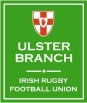 ULSTER
BRANCH
IRISH RUGBY
FOOTBALL UNION